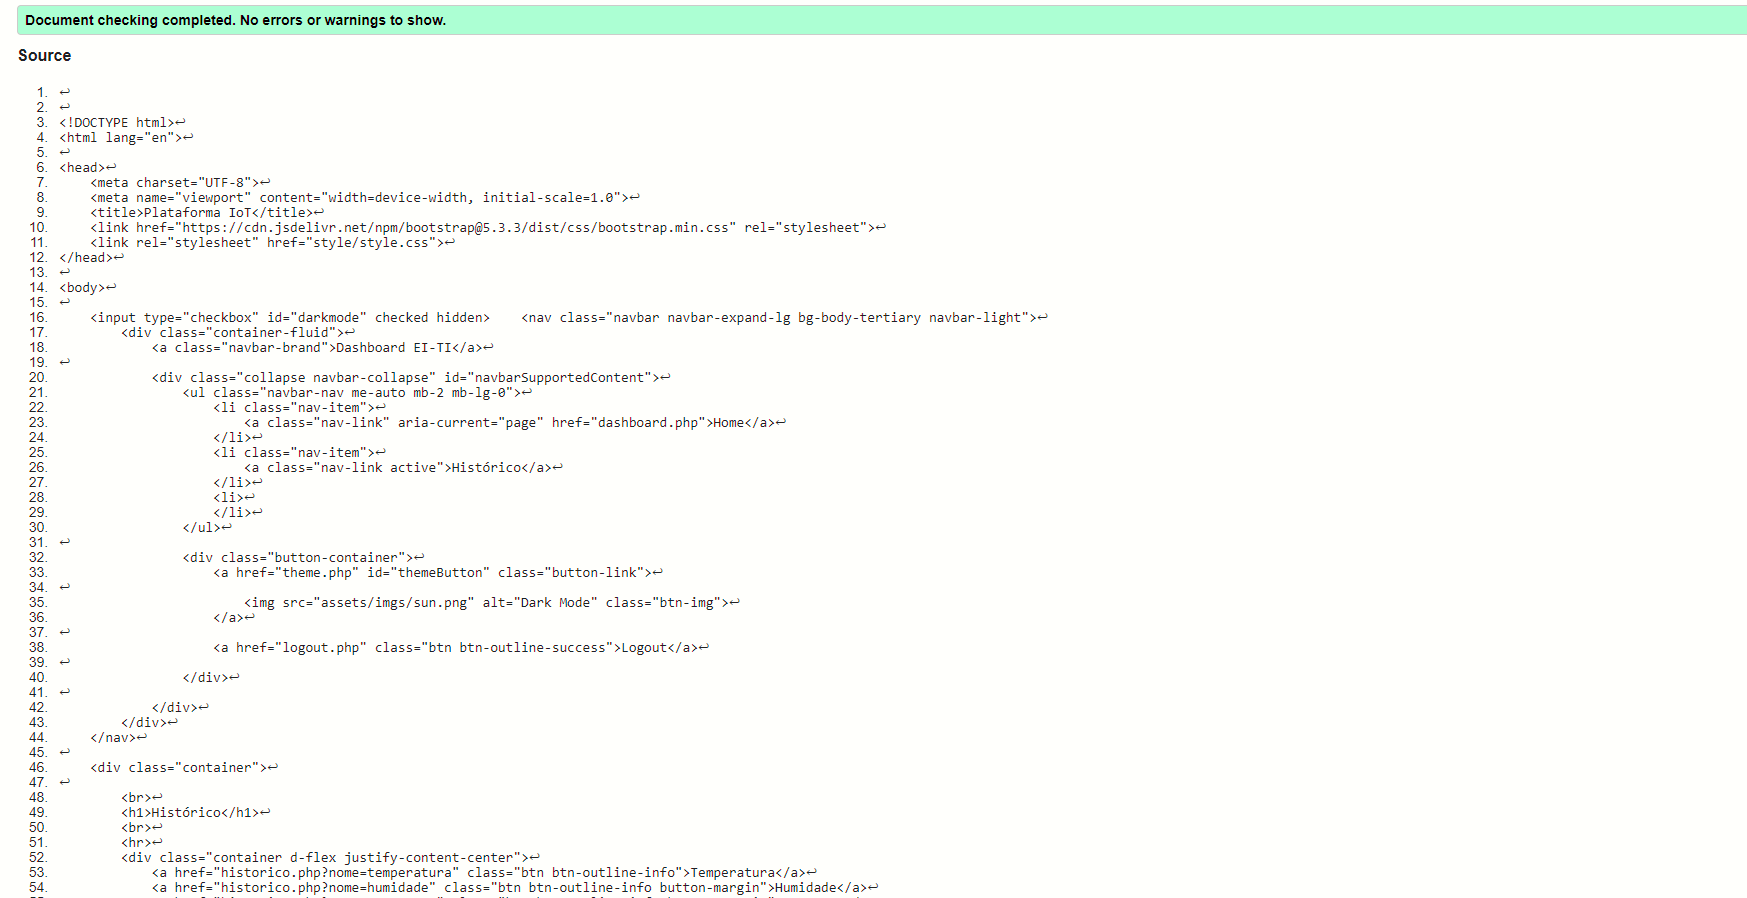 Document checking completed. No errors or warnings to show.
Source
1. ↩
2. ↩
3. <!DOCTYPE html>↩
4. <html lang="en">↩
5. ↩
6. <head>↩
7.     <meta charset="UTF-8">↩
8.     <meta name="viewport" content="width=device-width, initial-scale=1.0">↩
9.     <title>Plataforma IoT</title>↩
10.     <link href="https://cdn.jsdelivr.net/npm/bootstrap@5.3.3/dist/css/bootstrap.min.css" rel="stylesheet">↩
11.     <link rel="stylesheet" href="style/style.css">↩
12. </head>↩
13. ↩
14. <body>↩
15. ↩
16.     <input type="checkbox" id="darkmode" checked hidden>    <nav class="navbar navbar-expand-lg bg-body-tertiary navbar-light">↩
17.         <div class="container-fluid">↩
18.             <a class="navbar-brand">Dashboard EI-TI</a>↩
19. ↩
20.             <div class="collapse navbar-collapse" id="navbarSupportedContent">↩
21.                 <ul class="navbar-nav me-auto mb-2 mb-lg-0">↩
22.                     <li class="nav-item">↩
23.                         <a class="nav-link" aria-current="page" href="dashboard.php">Home</a>↩
24.                     </li>↩
25.                     <li class="nav-item">↩
26.                         <a class="nav-link active">Histórico</a>↩
27.                     </li>↩
28.                     <li>↩
29.                     </li>↩
30.                 </ul>↩
31. ↩
32.                 <div class="button-container">↩
33.                     <a href="theme.php" id="themeButton" class="button-link">↩
34. ↩
35.                         <img src="assets/imgs/sun.png" alt="Dark Mode" class="btn-img">↩
36.                     </a>↩
37. ↩
38.                     <a href="logout.php" class="btn btn-outline-success">Logout</a>↩
39. ↩
40.                 </div>↩
41. ↩
42.             </div>↩
43.         </div>↩
44.     </nav>↩
45. ↩
46.     <div class="container">↩
47. ↩
48.         <br>↩
49.         <h1>Histórico</h1>↩
50.         <br>↩
51.         <hr>↩
52.         <div class="container d-flex justify-content-center">↩
53.             <a href="historico.php?nome=temperatura" class="btn btn-outline-info">Temperatura</a>↩
54.             <a href="historico.php?nome=humidade" class="btn btn-outline-info button-margin">Humidade</a>↩